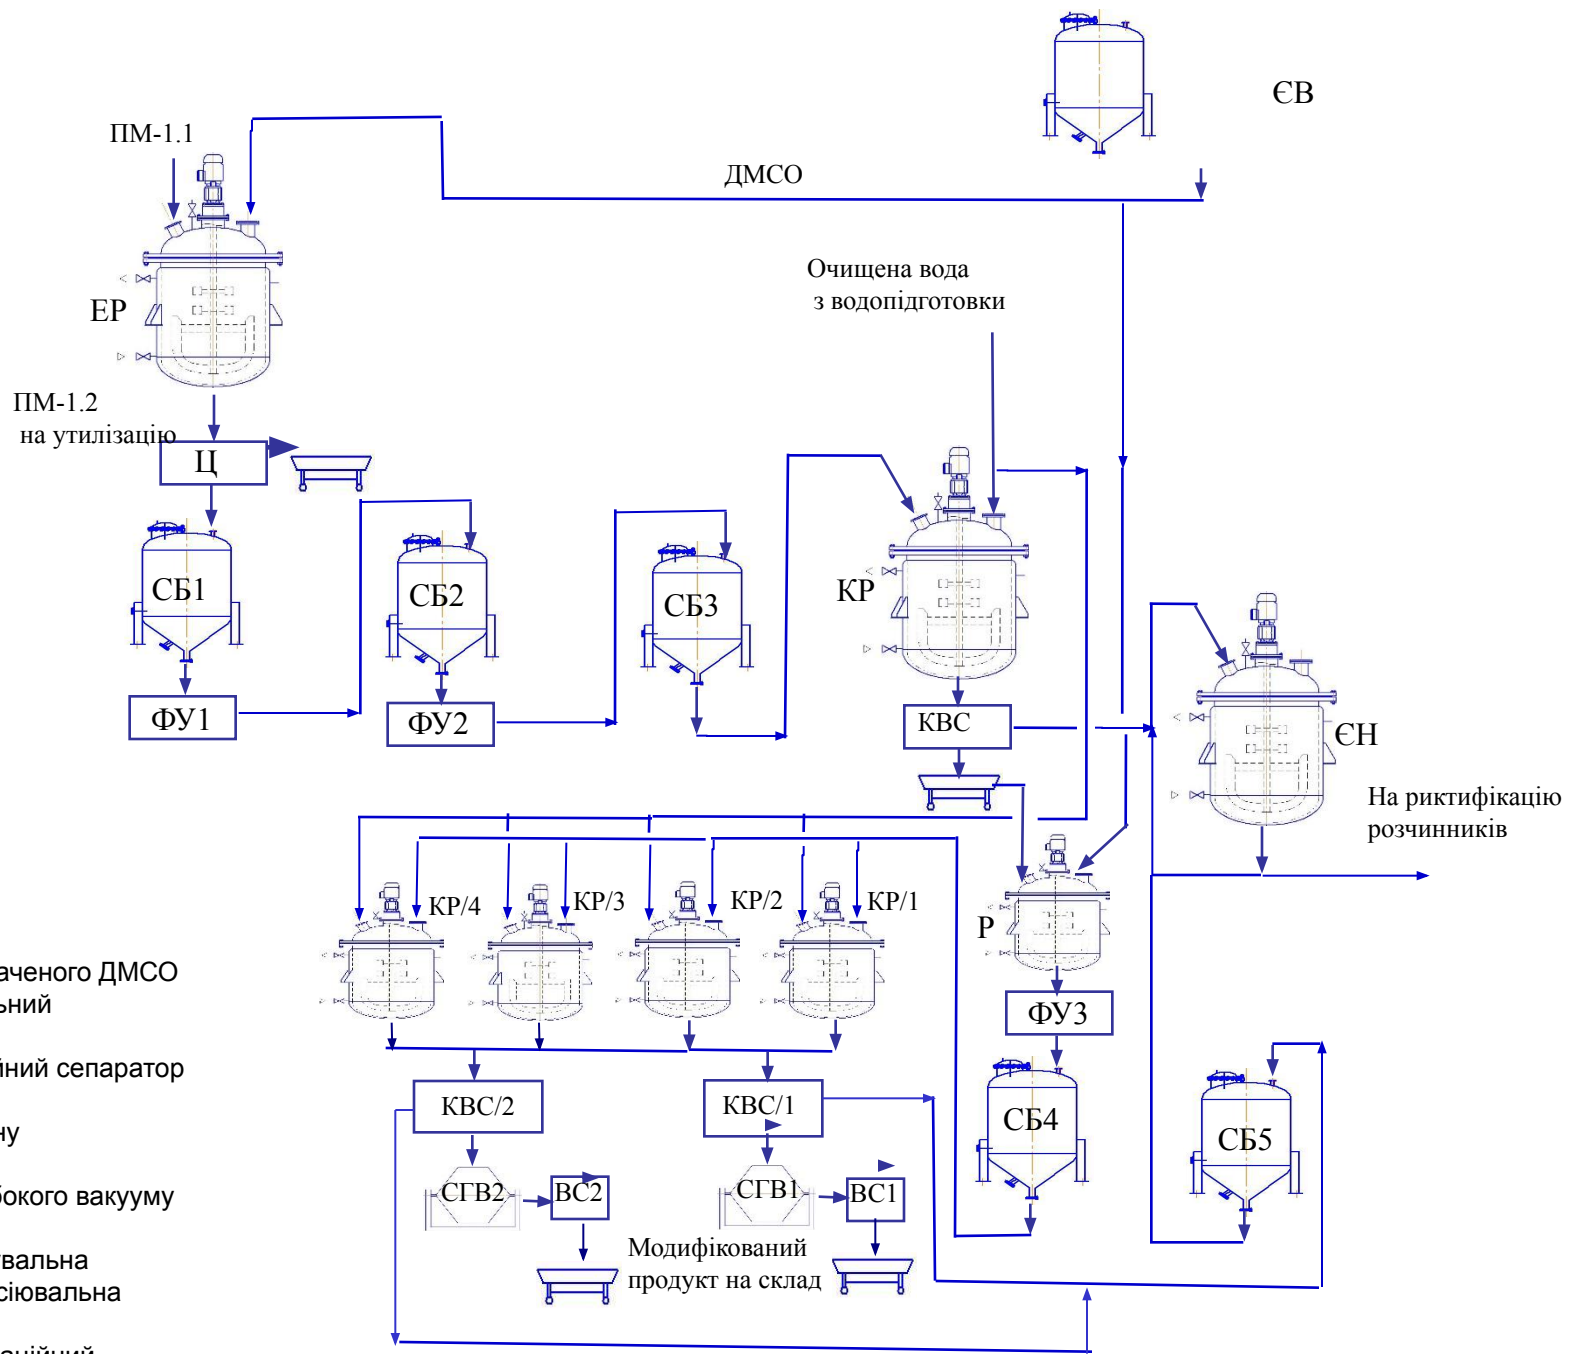 ЄВ
ПМ-1.1
ДМСО
Очищена вода
з водопідготовки
ЕР
ПМ-1.2
на утилізацію
Ц
СБ1
СБ2
СБ3
КР
ФУ1
ФУ2
КВС
ЄН
На риктифікацію
розчинників
КР/4
КР/3
КР/2
КР/1
Р
ФУ3
КВС/2
КВС/1
СБ4
СБ5
СГВ2
ВС2
СГВ1
ВС1
Модифікований
продукт на склад
аченого ДМСО
ьний
йний сепаратор
ну
бокого вакууму
вальна
сіювальна